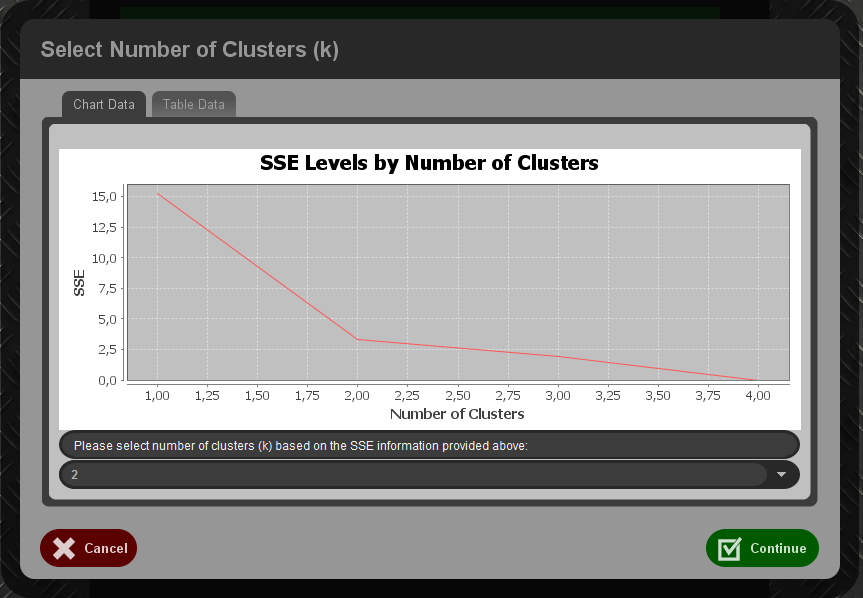 Select Number of Clusters (k)
Chart Data Table Data
SSE Levels by Number of Clusters
15,0
12,5
10,0
7,5
5,0
2,5
0,0
SSE
1,00 1,25 1,50 1,75 2,00 2,25 2,50 2,75 3,00 3,25 3,50 3,75 4,00
Number of Clusters
Please select number of clusters (k) based on the SSE information provided above:
2
Cancel Continue